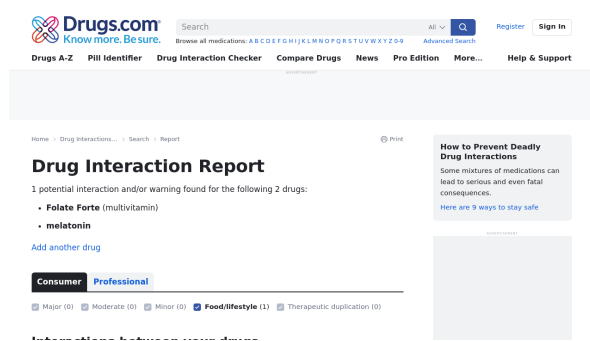 Drugs.com®
Know more. Be sure.
Search
All
Register
Sign In
Browse all medications: A B C D E F G H I J K L M N O P Q R S T U V W X Y Z 0-9
Advanced Search
Drugs A-Z
Pill Identifier
Drug Interaction Checker
Compare Drugs
News
Pro Edition
More...
Help & Support
ADVERTISEMENT
Home > Drug Interactions... > Search > Report
Print
Drug Interaction Report
1 potential interaction and/or warning found for the following 2 drugs:
• Folate Forte (multivitamin)
• melatonin
Add another drug
Consumer
Professional
Major (0)
Moderate (0)
Minor (0)
Food/lifestyle (1)
Therapeutic duplication (0)
Interactions between your drugs
How to Prevent Deadly
Drug Interactions
Some mixtures of medications can
lead to serious and even fatal
consequences.
Here are 9 ways to stay safe
ADVERTISEMENT